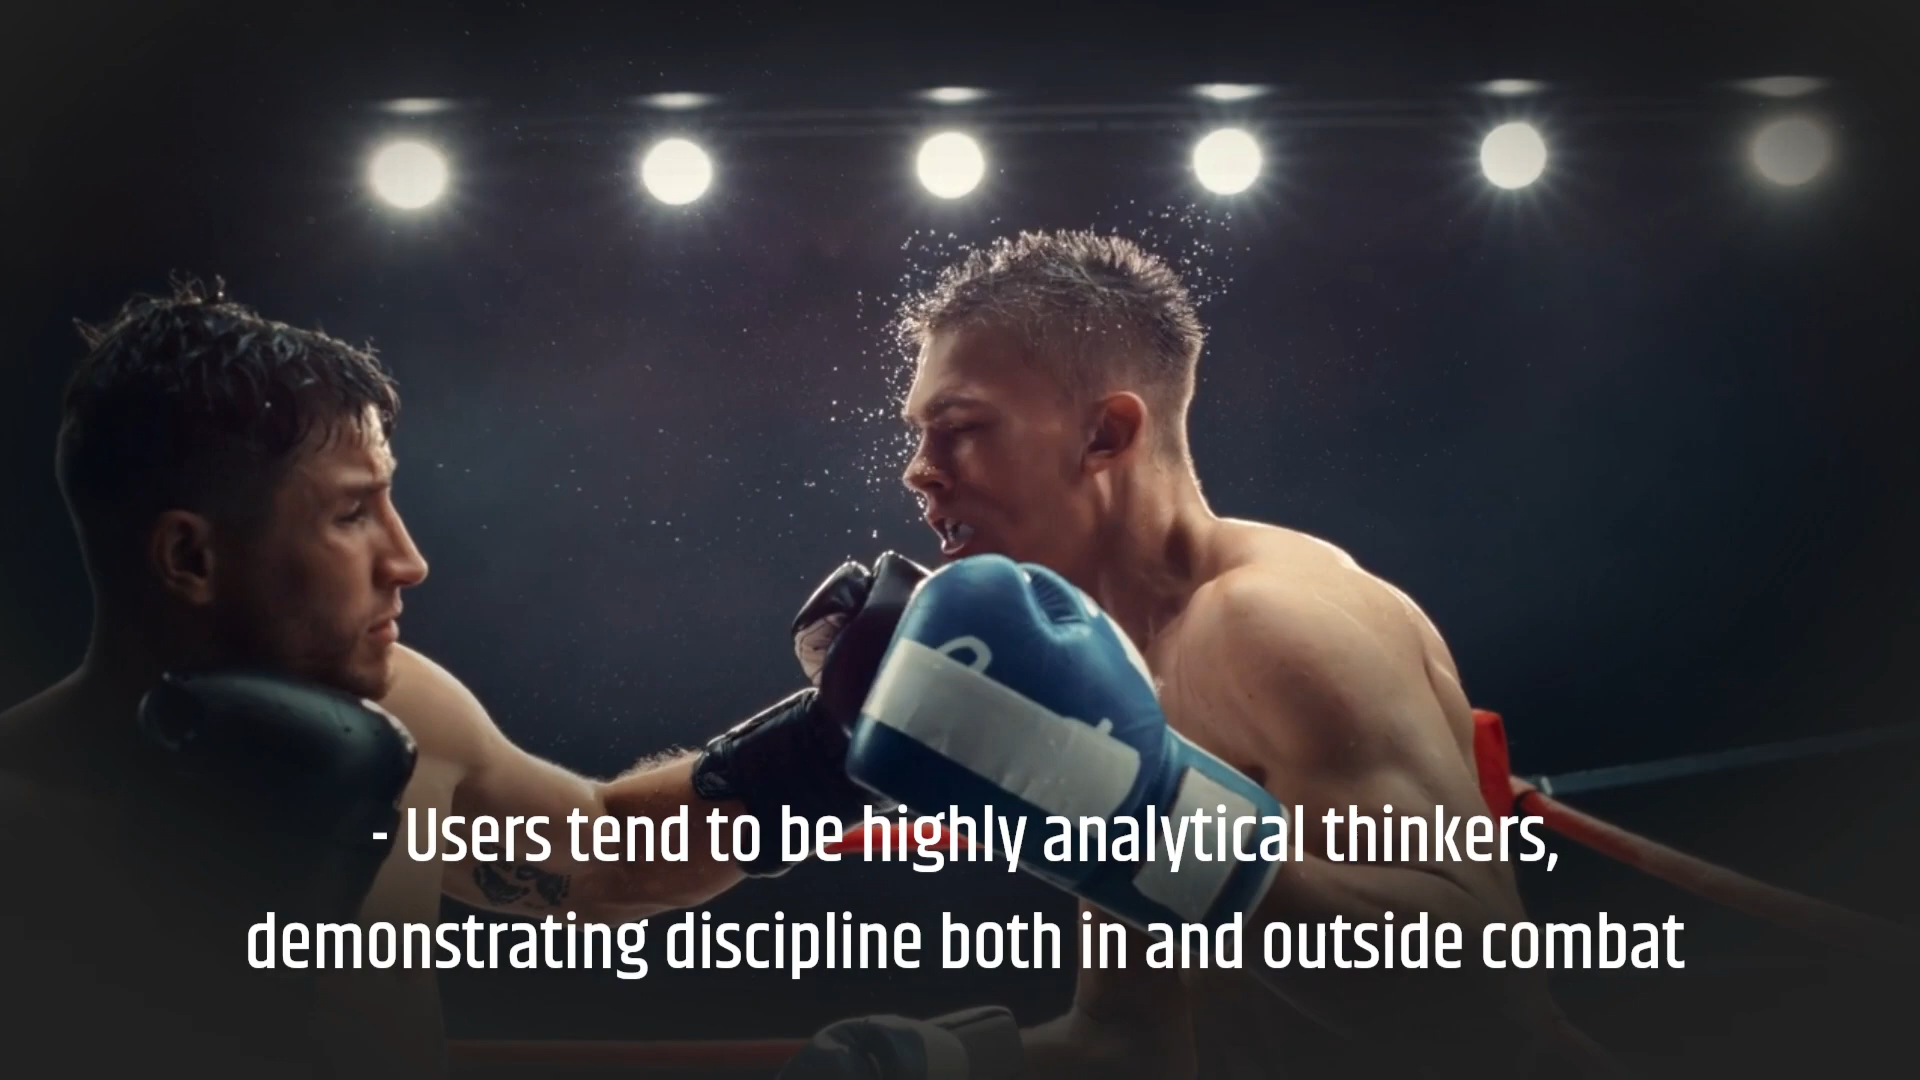 - Users tend to be highly analytical thinkers,
demonstrating discipline both in and outside combat